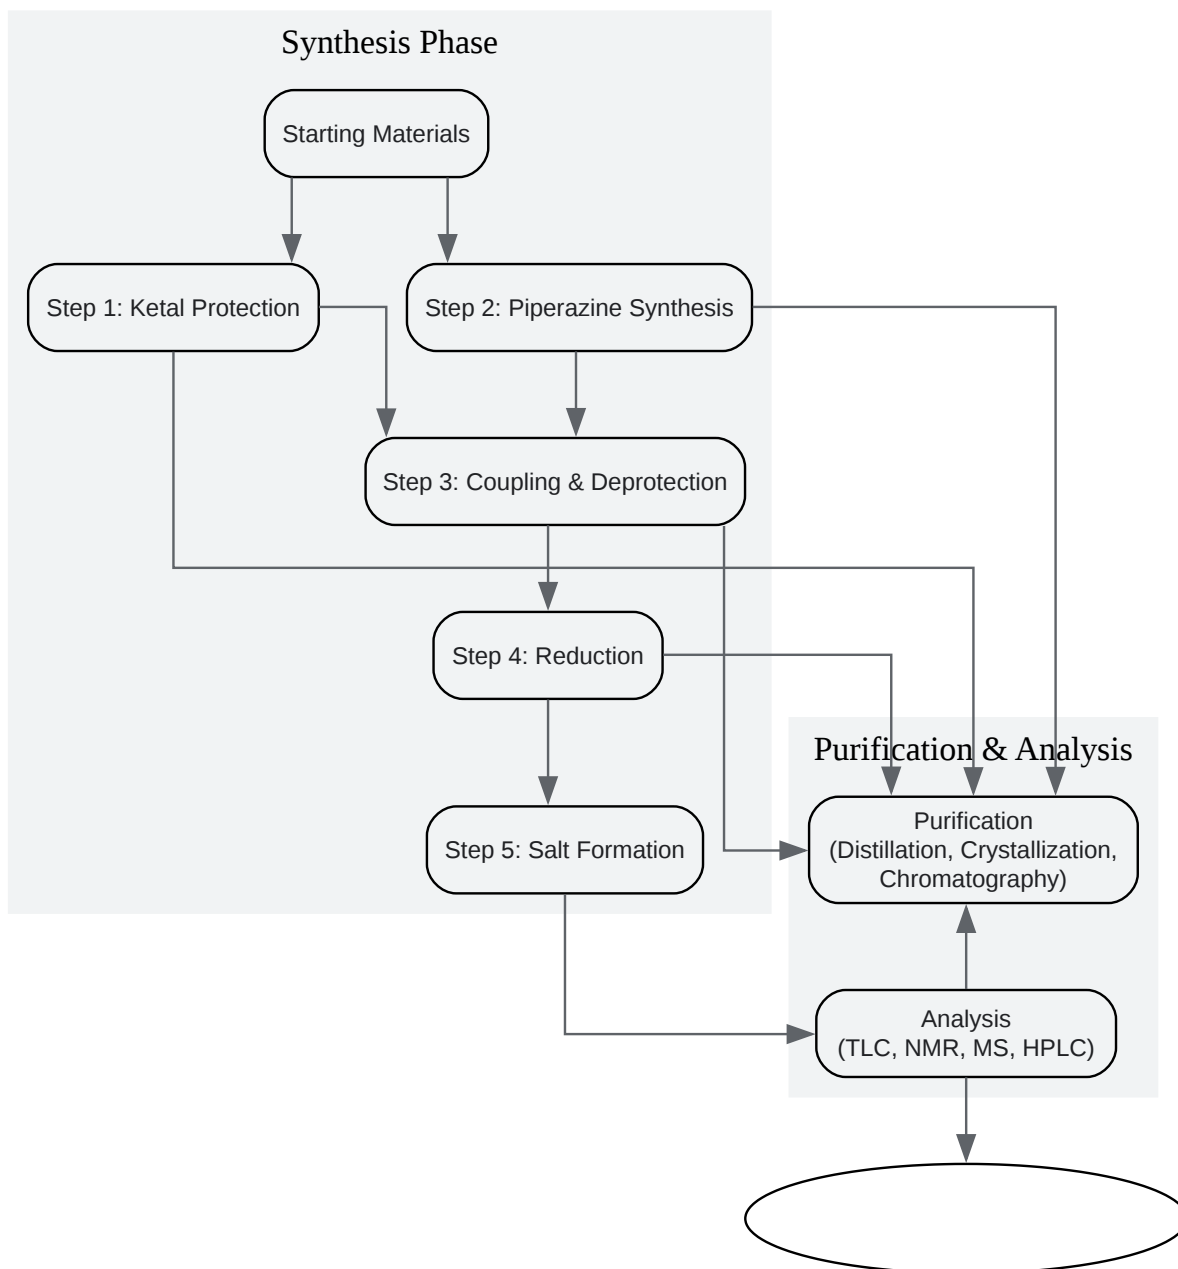 Synthesis Phase
Starting Materials
Step 1: Ketal Protection
Step 2: Piperazine Synthesis
Step 3: Coupling & Deprotection
Step 4: Reduction
Purification & Analysis
Purification
(Distillation, Crystallization,
Chromatography)
Step 5: Salt Formation
Analysis
(TLC, NMR, MS, HPLC)